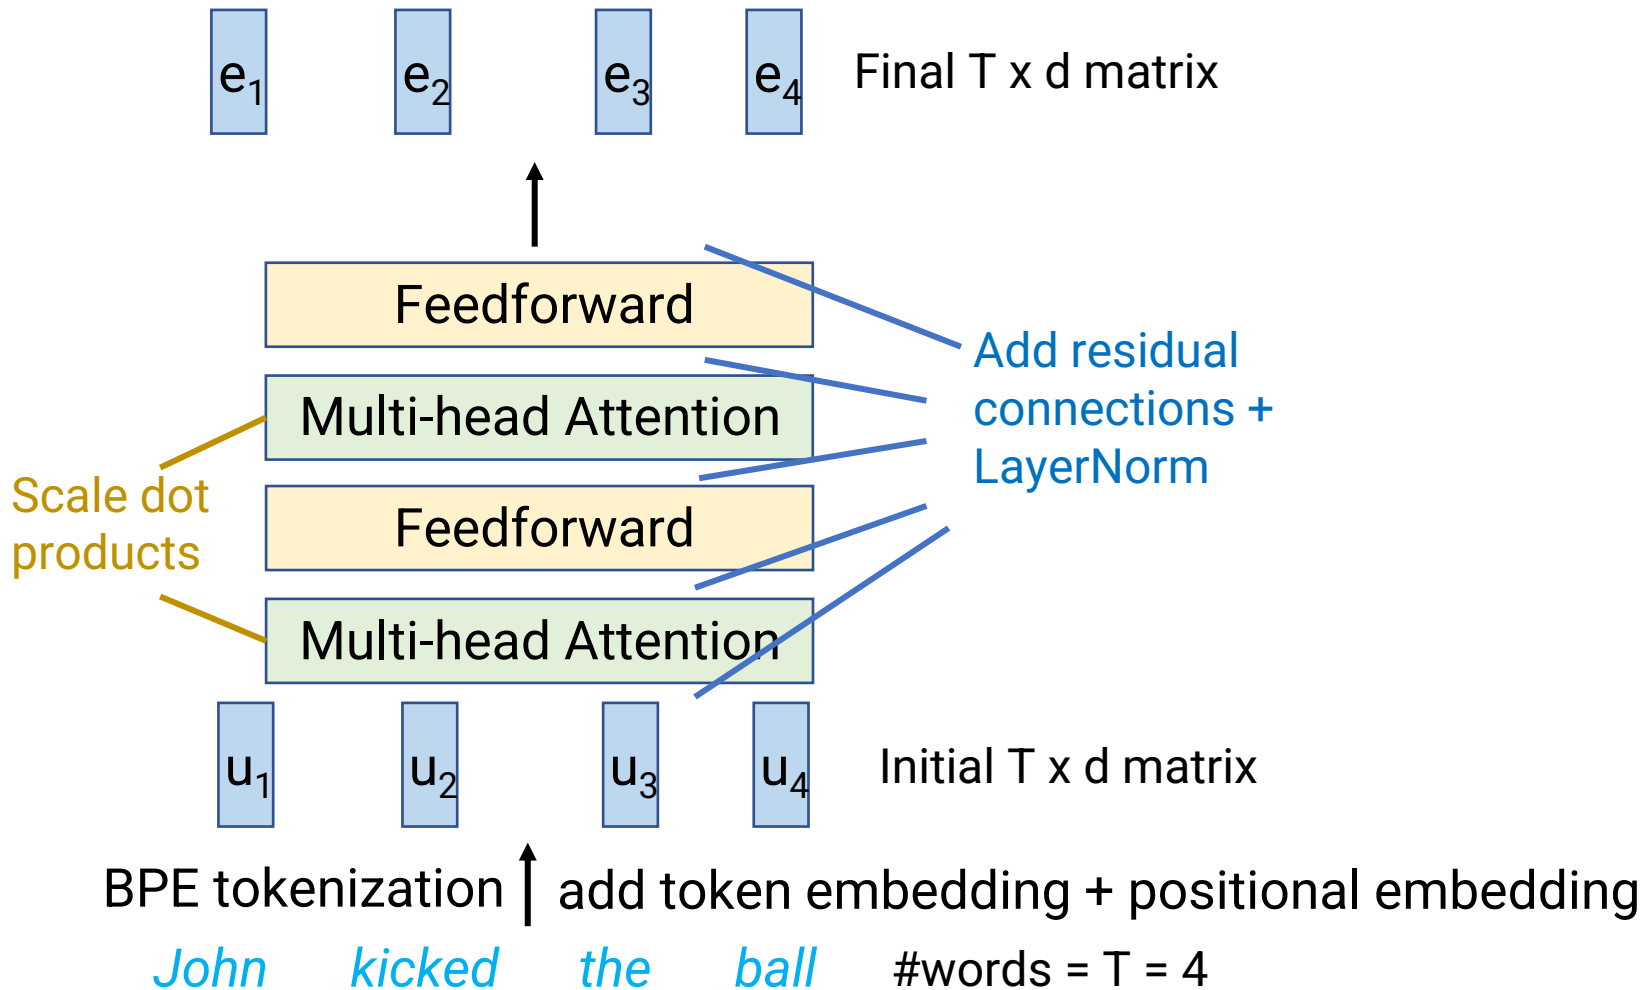 e1 e2 e3 e4 Final T x d matrix
Feedforward
Multi-head Attention
Feedforward
Multi-head Attention
Scale dot
products
Add residual
connections +
LayerNorm
u1 u2 u3 u4 Initial T x d matrix
BPE tokenization add token embedding + positional embedding
John kicked the ball #words = T = 4